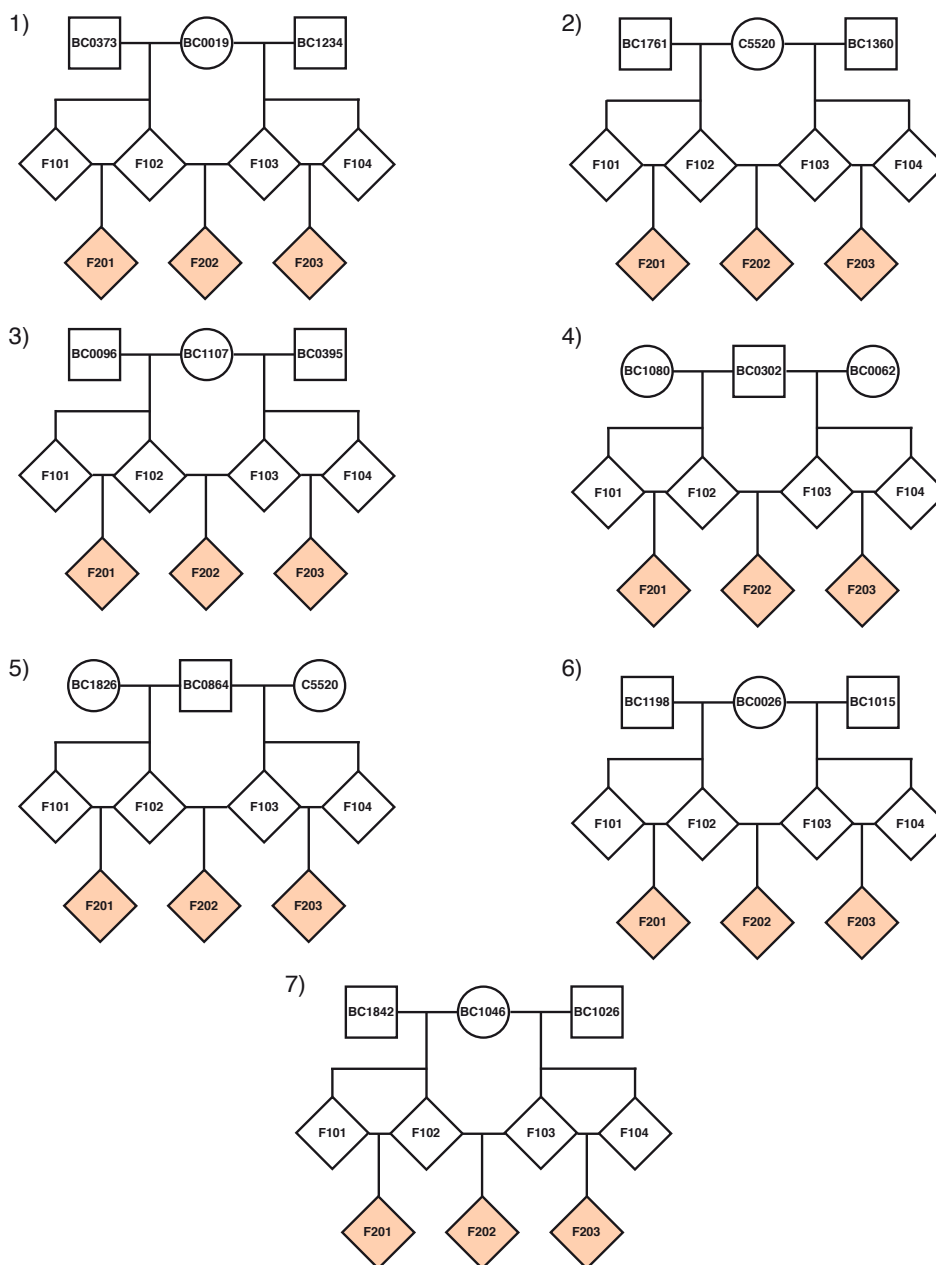 1)
BC0373 BC0019 BC1234
F101 F102 F103 F104
F201 F202 F203
2)
BC1761 C5520 BC1360
F101 F102 F103 F104
F201 F202 F203
3)
BC0096 BC1107 BC0395
F101 F102 F103 F104
F201 F202 F203
4)
BC1080 BC0302 BC0062
F101 F102 F103 F104
F201 F202 F203
5)
BC1826 BC0864 C5520
F101 F102 F103 F104
F201 F202 F203
6)
BC1198 BC0026 BC1015
F101 F102 F103 F104
F201 F202 F203
7)
BC1842 BC1046 BC1026
F101 F102 F103 F104
F201 F202 F203